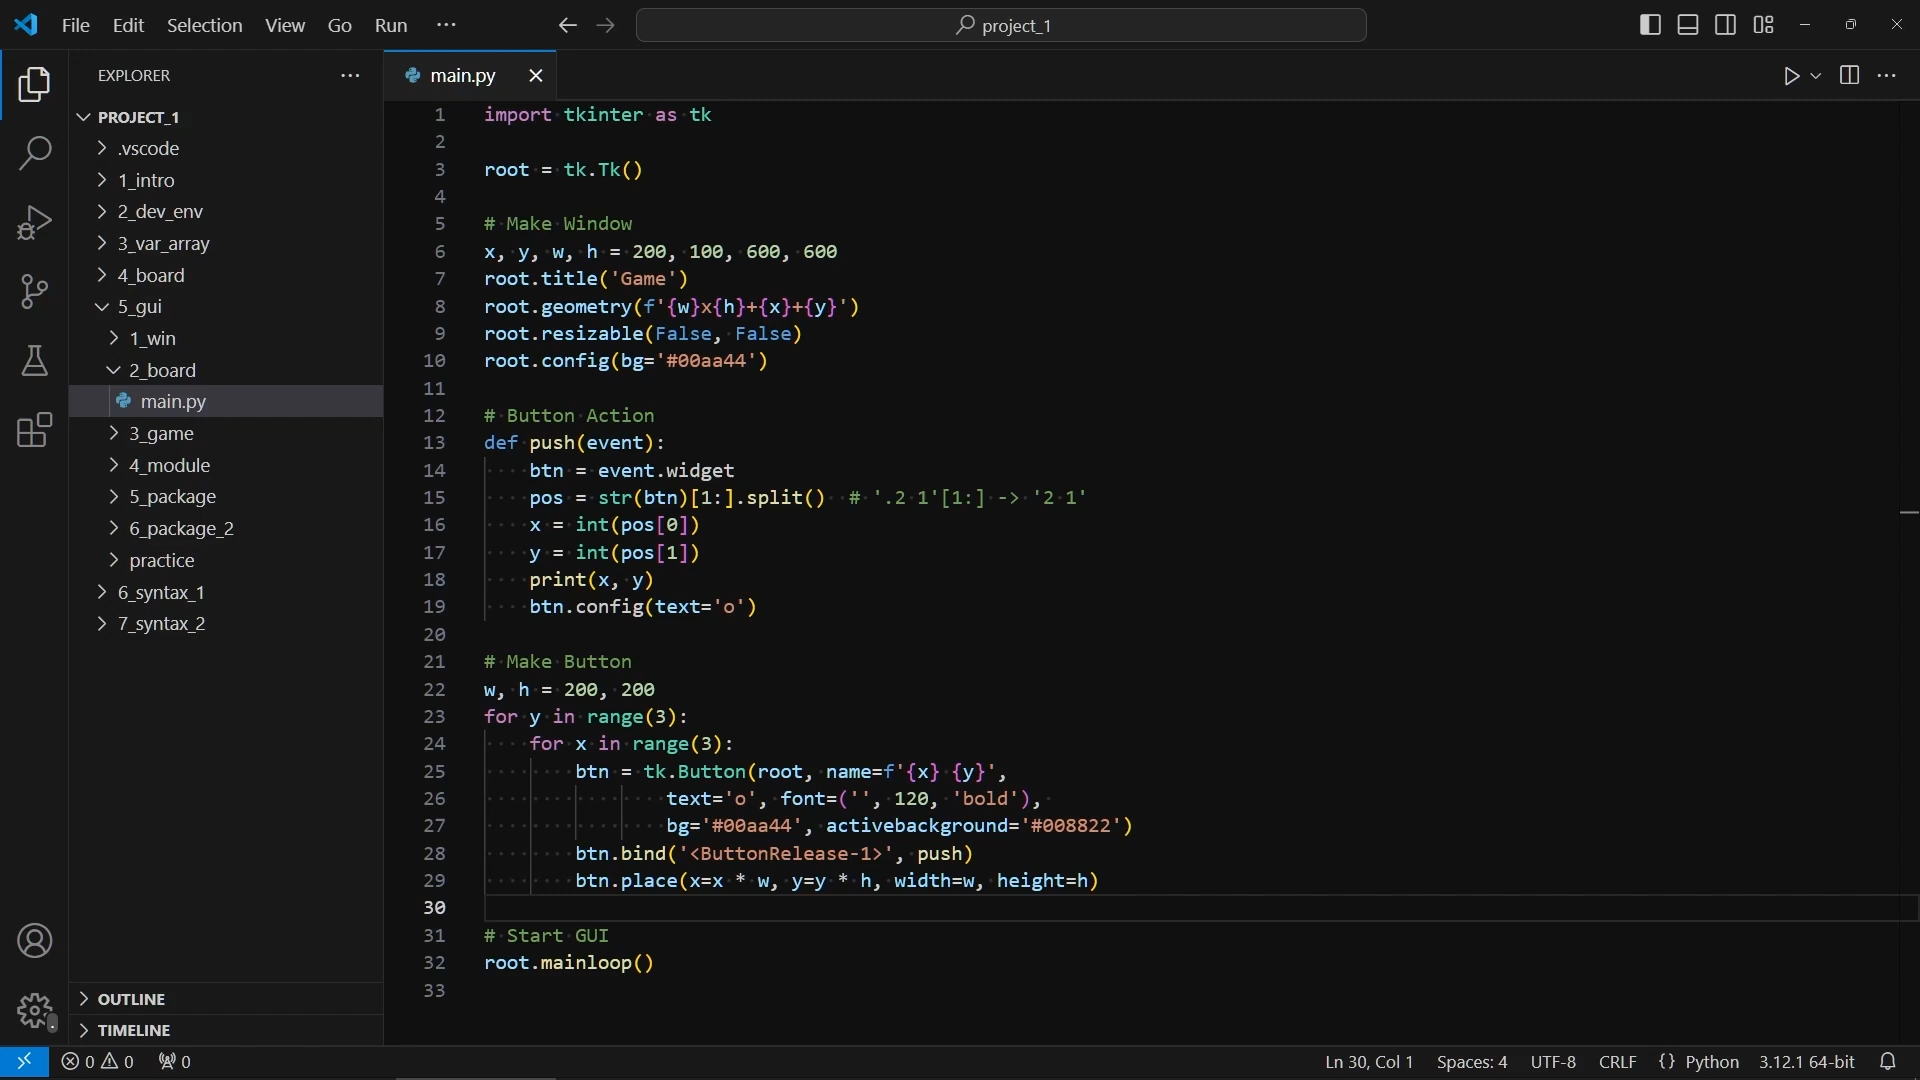 File Edit Selection View Go Run ···
project_1
EXPLORER ···
main.py
PROJECT_1
.vscode
1_intro
2_dev_env
3_var_array
4_board
5_gui
1_win
2_board
main.py
3_game
4_module
5_package
6_package_2
practice
6_syntax_1
7_syntax_2
OUTLINE
TIMELINE
1 import tkinter as tk
2
3 root = tk.Tk()
4
5 # Make Window
6 x, y, w, h = 200, 100, 600, 600
7 root.title('Game')
8 root.geometry(f'{w}x{h}+{x}+{y}')
9 root.resizable(False, False)
10 root.config(bg='#00aa44')
11
12 # Button Action
13 def push(event):
14     btn = event.widget
15     pos = str(btn)[1:].split()  # '.2 1'[1:] -> '2 1'
16     x = int(pos[0])
17     y = int(pos[1])
18     print(x, y)
19     btn.config(text='o')
20
21 # Make Button
22 w, h = 200, 200
23 for y in range(3):
24     for x in range(3):
25         btn = tk.Button(root, name=f'{x} {y}',
26                 text='o', font=('', 120, 'bold'),
27                 bg='#00aa44', activebackground='#008822')
28         btn.bind('<ButtonRelease-1>', push)
29         btn.place(x=x * w, y=y * h, width=w, height=h)
30
31 # Start GUI
32 root.mainloop()
33
0 0 0 Ln 30, Col 1 Spaces: 4 UTF-8 CRLF {} Python 3.12.1 64-bit